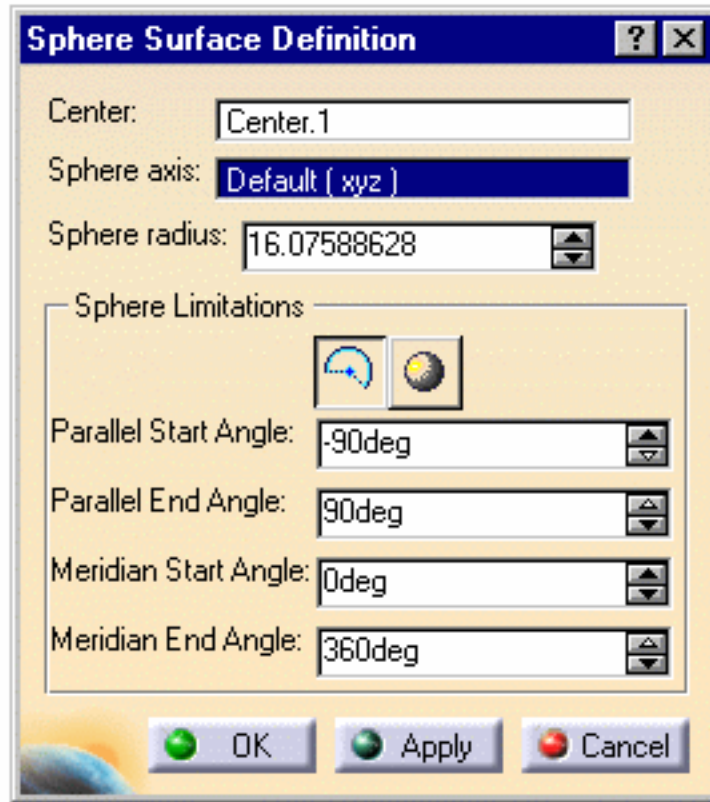 Sphere Surface Definition ? X
Center: Center.1
Sphere axis: Default ( xyz )
Sphere radius: 16.07588628
Sphere Limitations
Parallel Start Angle: -90deg
Parallel End Angle: 90deg
Meridian Start Angle: 0deg
Meridian End Angle: 360deg
OK Apply Cancel